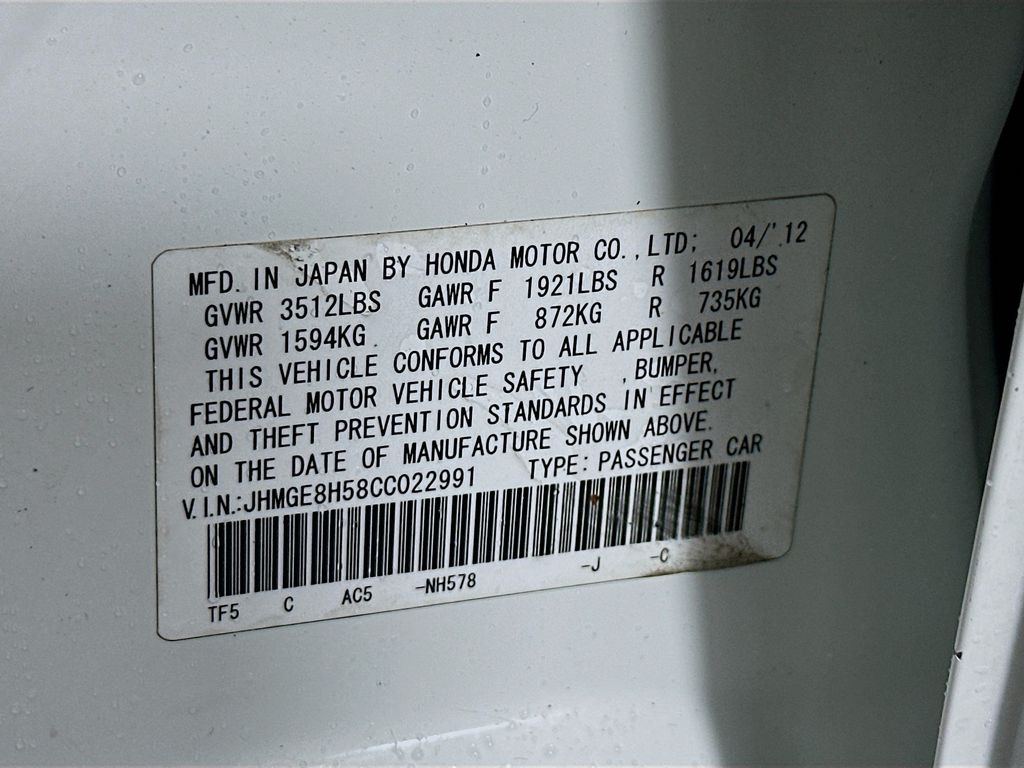 MFD. IN JAPAN BY HONDA MOTOR CO.,LTD; 04/'12
GVWR 3512LBS GAWR F 1921LBS R 1619LBS
GVWR 1594KG. GAWR F 872KG R 735KG
THIS VEHICLE CONFORMS TO ALL APPLICABLE
FEDERAL MOTOR VEHICLE SAFETY ,BUMPER,
AND THEFT PREVENTION STANDARDS IN EFFECT
ON THE DATE OF MANUFACTURE SHOWN ABOVE.
V.I.N.:JHMGE8H58CC022991 TYPE: PASSENGER CAR
TF5 C AC5 -NH578 -J -C